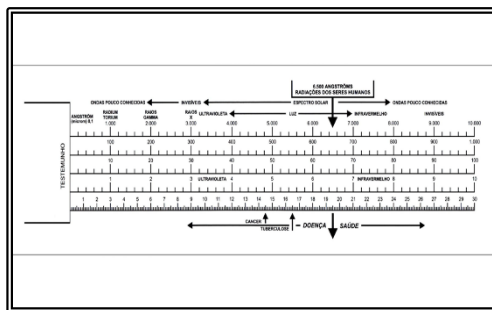 6.500 ANGSTRÖMS
RADIAÇÕES DOS SERES HUMANOS
ONDAS POUCO CONHECIDAS INVISÍVEIS ESPECTRO SOLAR ONDAS POUCO CONHECIDAS
ANGSTRÖM RADIUM TORIUM RAIOS GAMMA RAIOS X ULTRAVIOLETA LUZ INFRAVERMELHO INVISÍVEIS
(mícron) 0,1 1.000 2.000 3.000 4.000 5.000 6.000 7.000 8.000 9.000 10.000
100 200 300 400 500 600 700 800 900 1.000
10 20 30 40 50 60 70 80 90 100
1 2 3 ULTRAVIOLETA 4 5 6 7 INFRAVERMELHO 8 9 10
1 2 3 4 5 6 7 8 9 10 11 12 13 14 15 16 17 18 19 20 21 22 23 24 25 26 27 28 29 30
TESTEMUNHO
CANCER
TUBERCULOSE DOENÇA SAÚDE